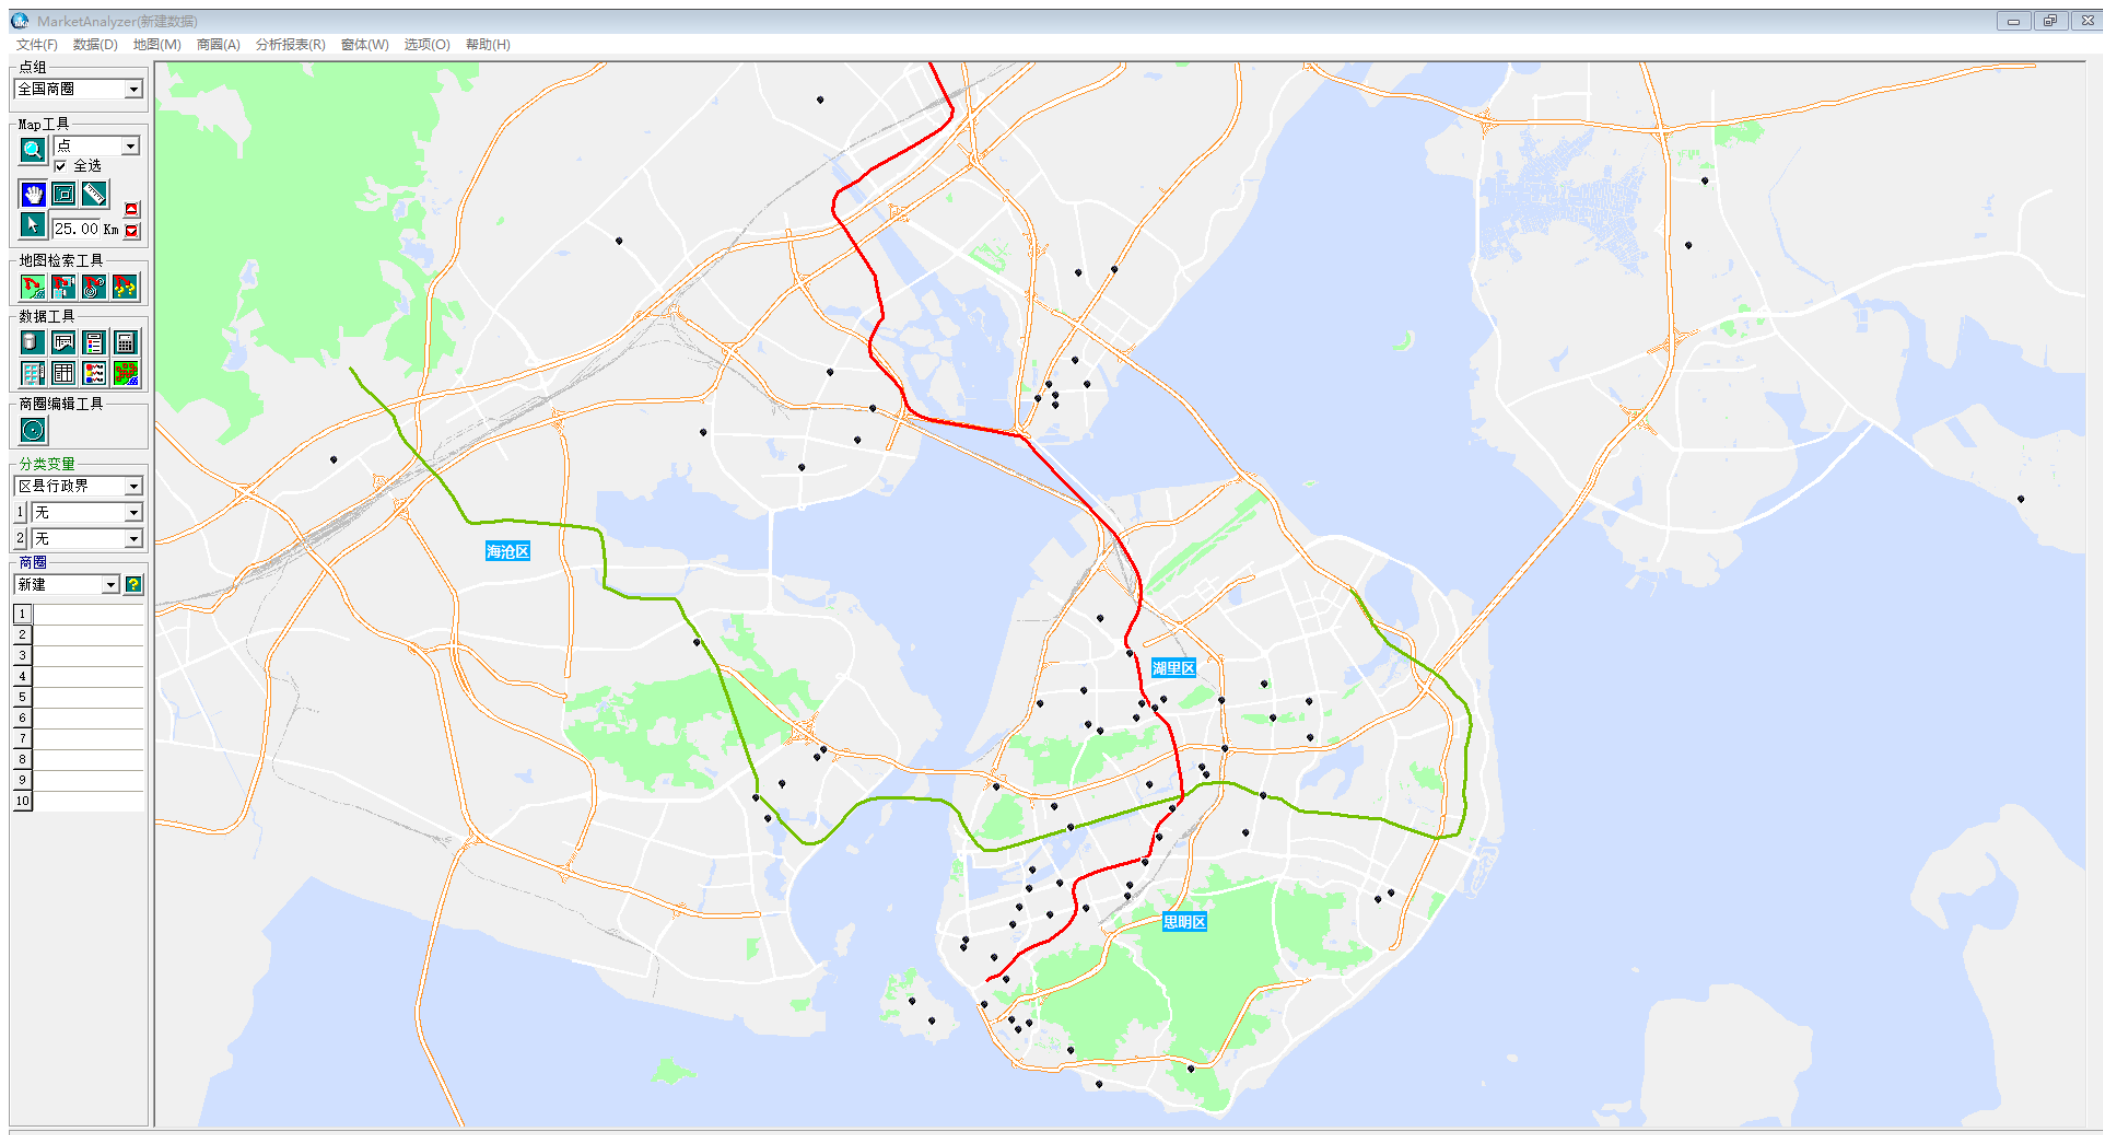 MarketAnalyzer(新建数据)
文件(F) 数据(D) 地图(M) 商圈(A) 分析报表(R) 窗体(W) 选项(O) 帮助(H)
点组
全国商圈
Map工具
点
全选
25.00 Km
地图检索工具
数据工具
商圈编辑工具
分类变量
区县行政界
1 无
2 无
商圈
新建
1
2
3
4
5
6
7
8
9
10
海沧区
湖里区
思明区